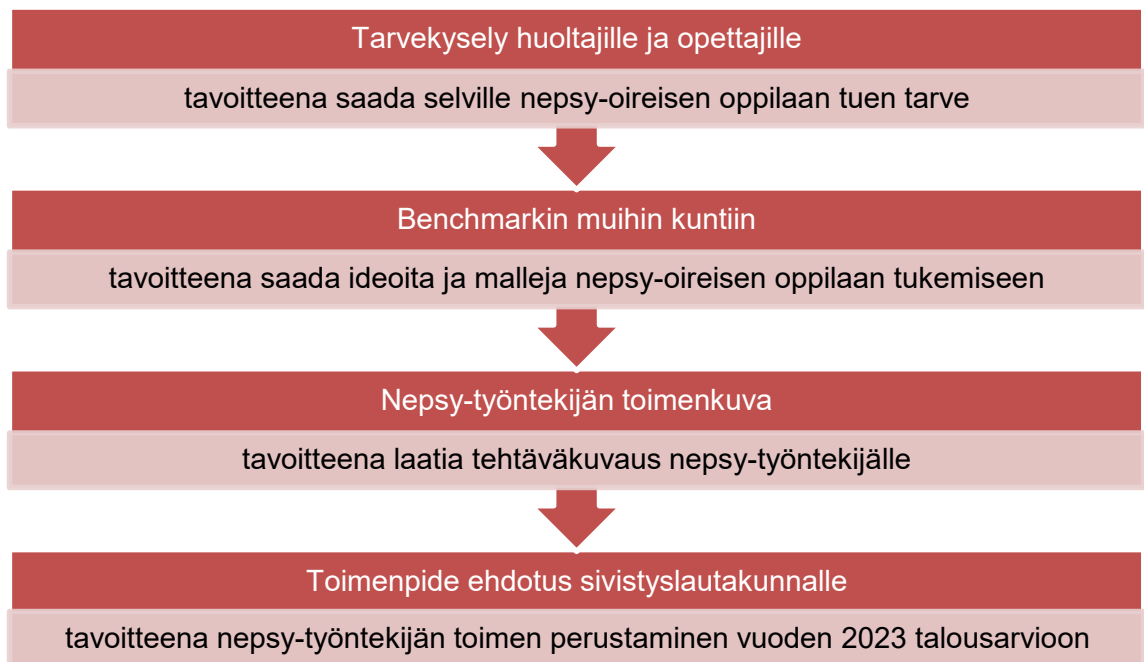 Tarvekysely huoltajille ja opettajille
tavoitteena saada selville nepsy-oireisen oppilaan tuen tarve
Benchmarkin muihin kuntiin
tavoitteena saada ideoita ja malleja nepsy-oireisen oppilaan tukemiseen
Nepsy-työntekijän toimenkuva
tavoitteena laatia tehtäväkuvaus nepsy-työntekijälle
Toimenpide ehdotus sivistyslautakunnalle
tavoitteena nepsy-työntekijän toimen perustaminen vuoden 2023 talousarvioon